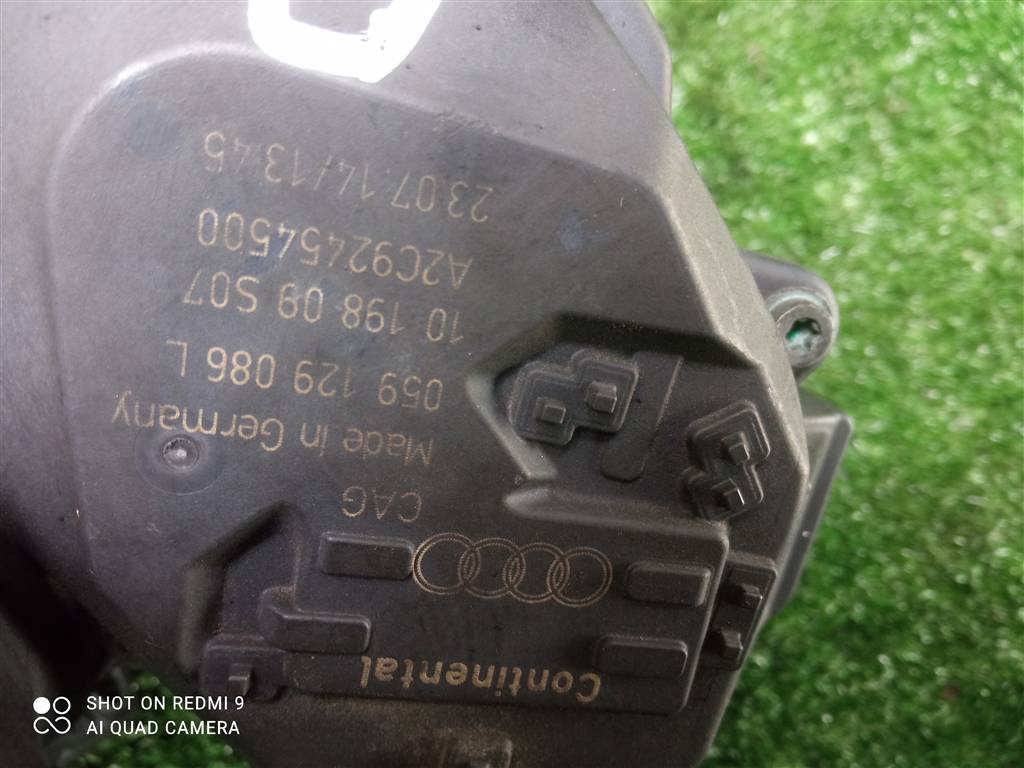 Continental
CAG
Made in Germany
059 129 086 L
10 198 09 S07
A2C92454500
23.07.14/13:45
SHOT ON REDMI 9
AI QUAD CAMERA